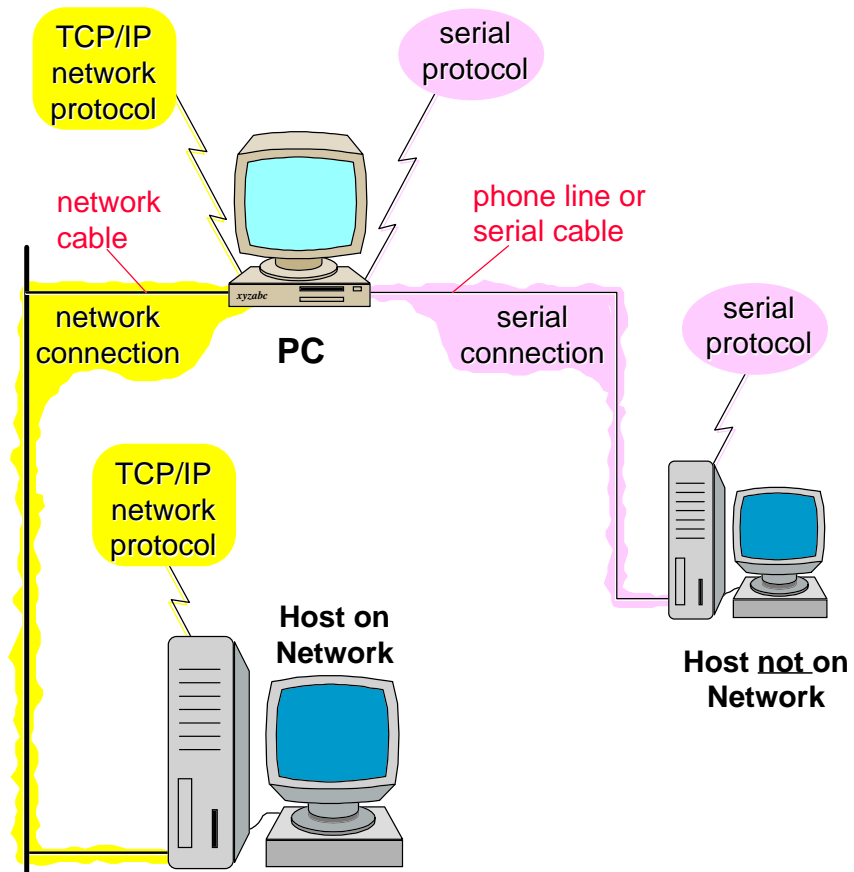 TCP/IP
network
protocol
serial
protocol
network
cable
phone line or
serial cable
xyzabc
network
connection
PC
serial
connection
serial
protocol
TCP/IP
network
protocol
Host on
Network
Host not on
Network